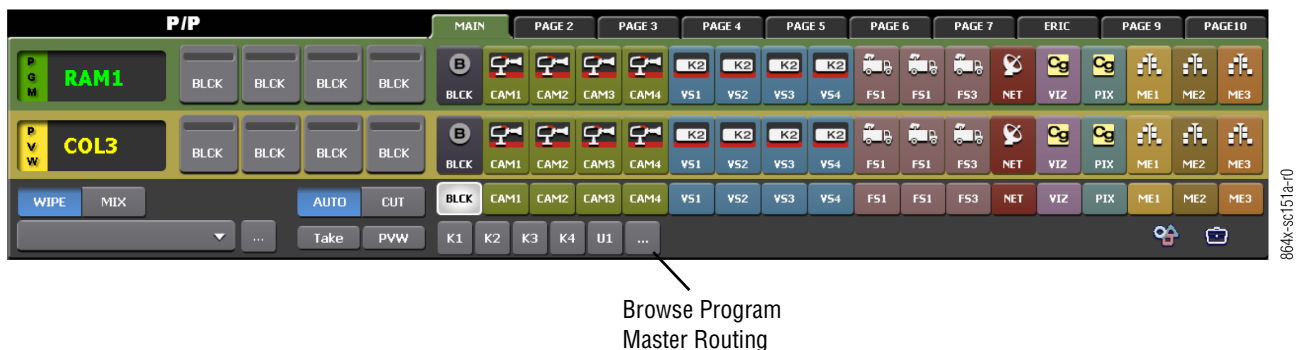 P/P MAIN PAGE 2 PAGE 3 PAGE 4 PAGE 5 PAGE 6 PAGE 7 ERIC PAGE 9 PAGE10
PGM RAM1 BLCK BLCK BLCK BLCK
B K2 K2 K2 K2 Cg Cg
BLCK CAM1 CAM2 CAM3 CAM4 VS1 VS2 VS3 VS4 FS1 FS1 FS3 NET VIZ PIX ME1 ME2 ME3
PVW COL3 BLCK BLCK BLCK BLCK
B K2 K2 K2 K2 Cg Cg
BLCK CAM1 CAM2 CAM3 CAM4 VS1 VS2 VS3 VS4 FS1 FS1 FS3 NET VIZ PIX ME1 ME2 ME3
WIPE MIX AUTO CUT BLCK CAM1 CAM2 CAM3 CAM4 VS1 VS2 VS3 VS4 FS1 FS1 FS3 NET VIZ PIX ME1 ME2 ME3
... Take PVW K1 K2 K3 K4 U1 ...
864x-sc151a-r0
Browse Program
Master Routing